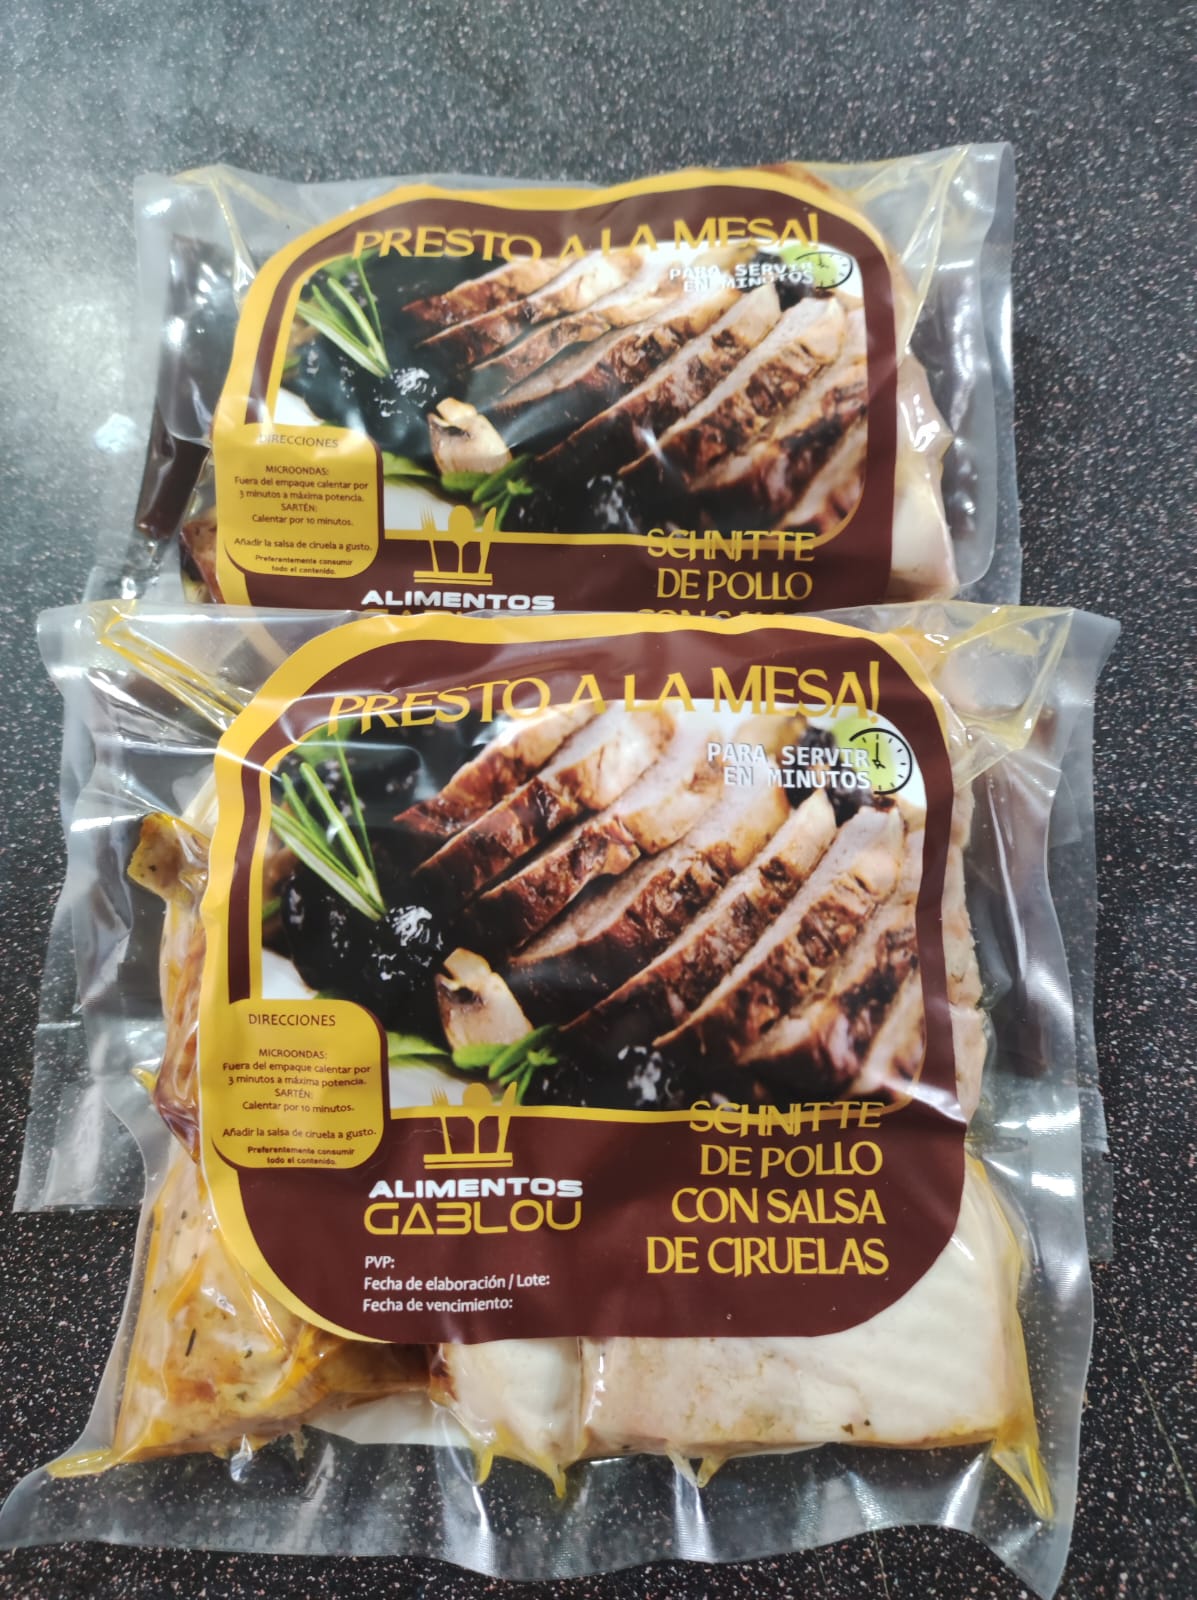 PRESTO A LA MESA!
PARA SERVIR
EN MINUTOS
DIRECCIONES
MICROONDAS:
Fuera del empaque calentar por
3 minutos a máxima potencia.
SARTÉN:
Calentar por 10 minutos.
Añadir la salsa de ciruela a gusto.
Preferentemente consumir
todo el contenido.
SCHNITTE
DE POLLO
ALIMENTOS
PRESTO A LA MESA!
PARA SERVIR
EN MINUTOS
DIRECCIONES
MICROONDAS:
Fuera del empaque calentar por
3 minutos a máxima potencia.
SARTÉN:
Calentar por 10 minutos.
Añadir la salsa de ciruela a gusto.
Preferentemente consumir
todo el contenido.
SCHNITTE
DE POLLO
CON SALSA
DE CIRUELAS
ALIMENTOS
GABLOU
PVP:
Fecha de elaboración / Lote:
Fecha de vencimiento: